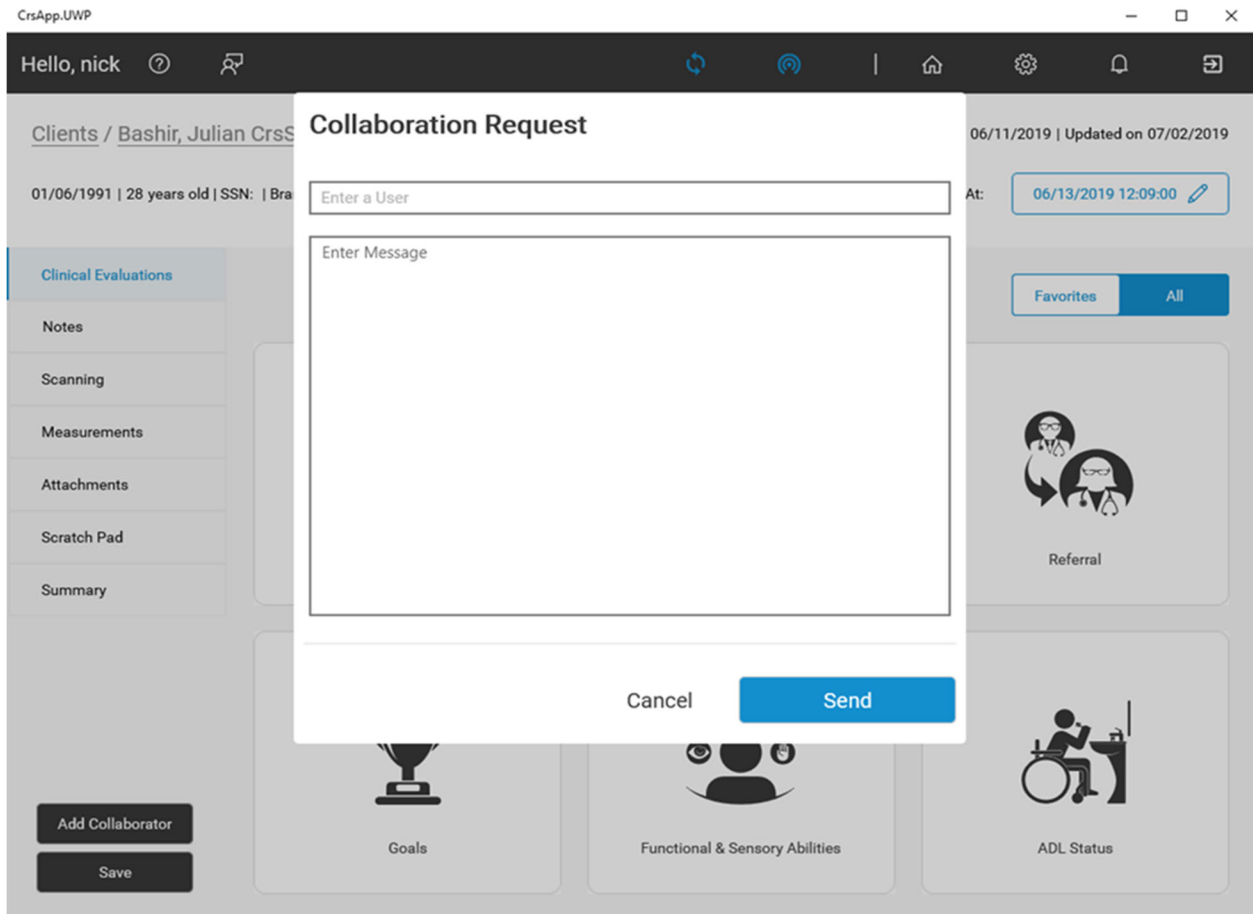 CrsApp.UWP
Hello, nick
Clients / Bashir, Julian CrsS
06/11/2019 | Updated on 07/02/2019
01/06/1991 | 28 years old | SSN: | Bra
At:
06/13/2019 12:09:00
Collaboration Request
Enter a User
Enter Message
Cancel
Send
Clinical Evaluations
Notes
Scanning
Measurements
Attachments
Scratch Pad
Summary
Favorites
All
Referral
Goals
Functional & Sensory Abilities
ADL Status
Add Collaborator
Save